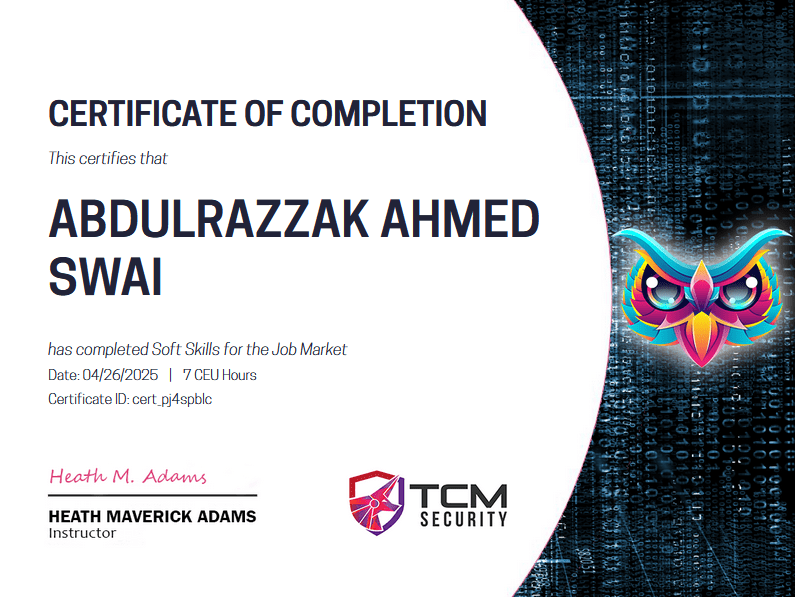 CERTIFICATE OF COMPLETION
This certifies that
ABDULRAZZAK AHMED
SWAI
has completed Soft Skills for the Job Market
Date: 04/26/2025 | 7 CEU Hours
Certificate ID: cert_pj4spblc
Heath M. Adams
HEATH MAVERICK ADAMS
Instructor
TCM
SECURITY